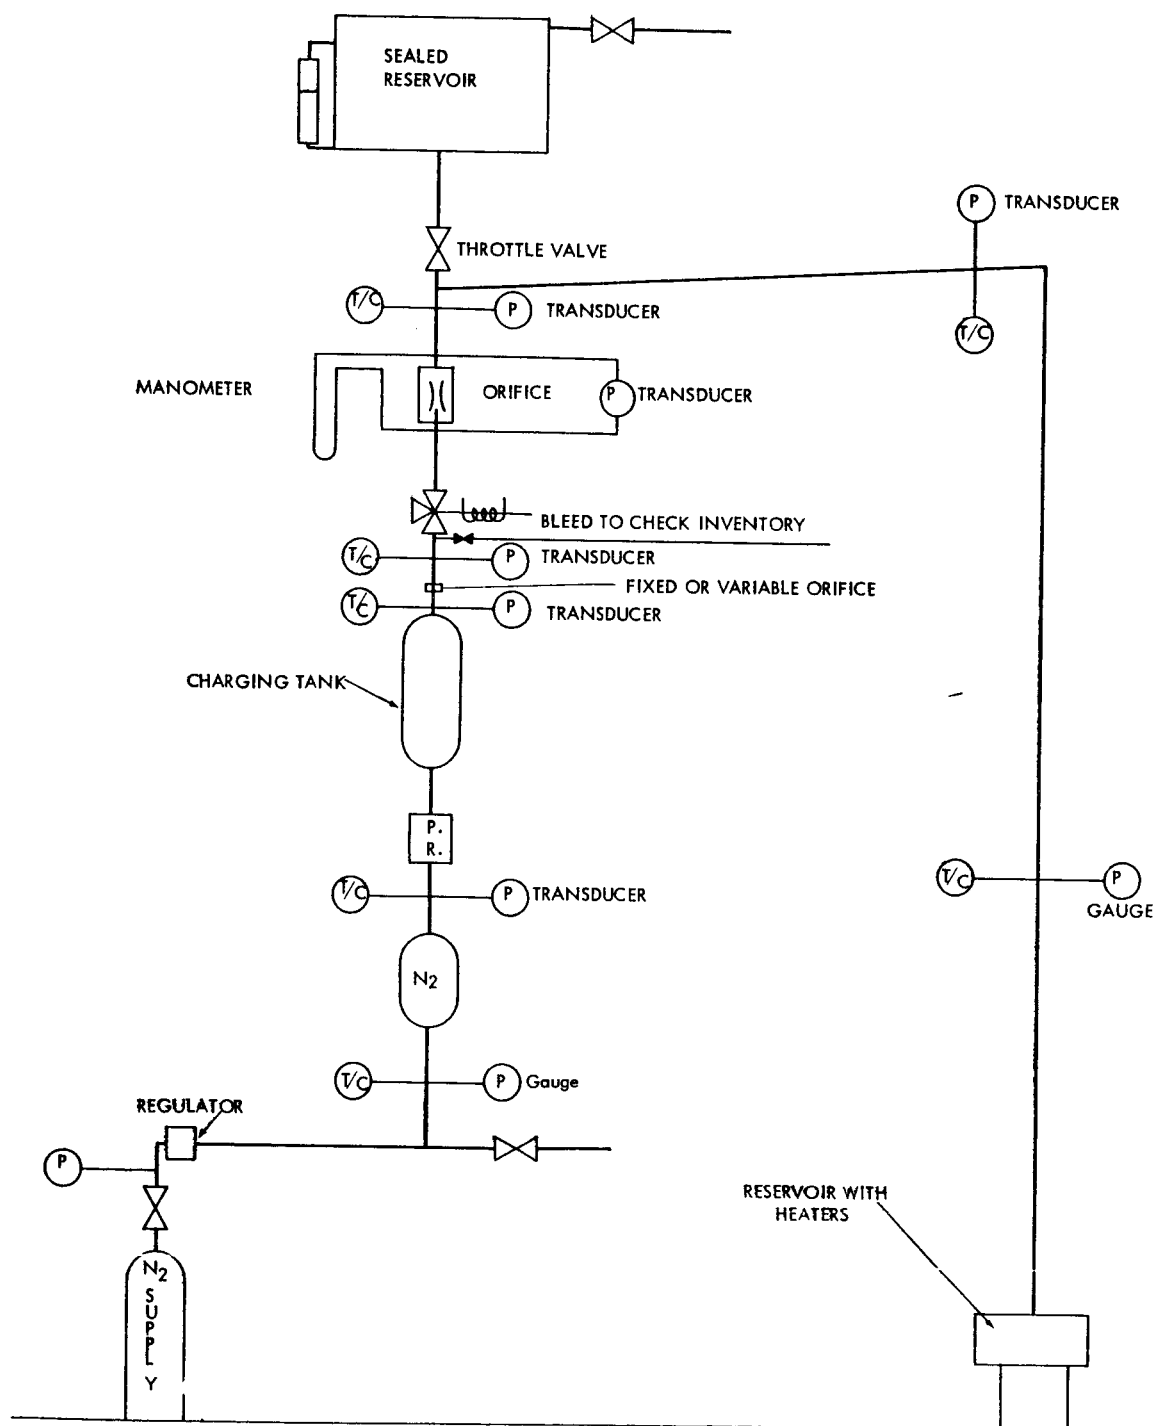 SEALED
RESERVOIR
P TRANSDUCER
THROTTLE VALVE
T/C P TRANSDUCER
T/C
MANOMETER
ORIFICE
P TRANSDUCER
BLEED TO CHECK INVENTORY
T/C P TRANSDUCER
FIXED OR VARIABLE ORIFICE
T/C P TRANSDUCER
CHARGING TANK
P.
R.
T/C P TRANSDUCER
T/C P
GAUGE
N2
T/C P Gauge
REGULATOR
P
RESERVOIR WITH
HEATERS
N2
SUPPLY